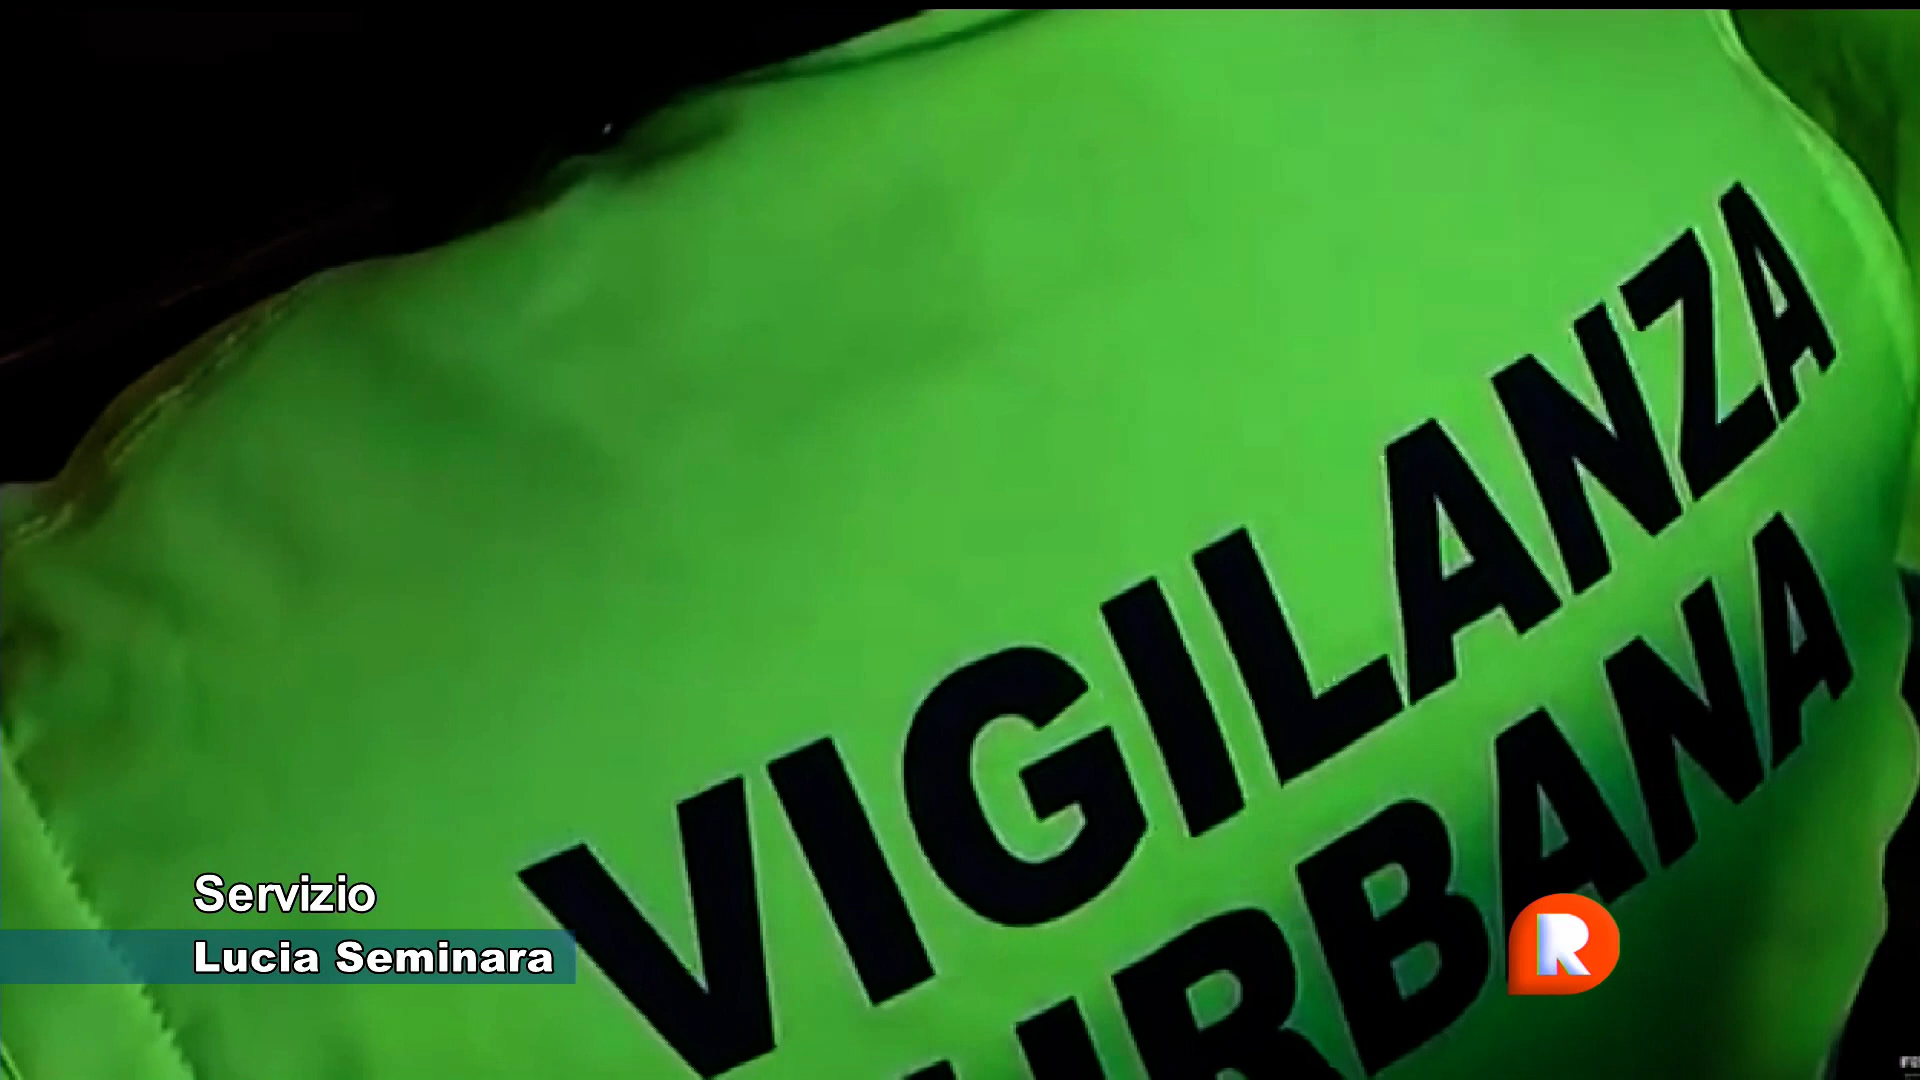 VIGILANZA
URBANA
Servizio
Lucia Seminara
R